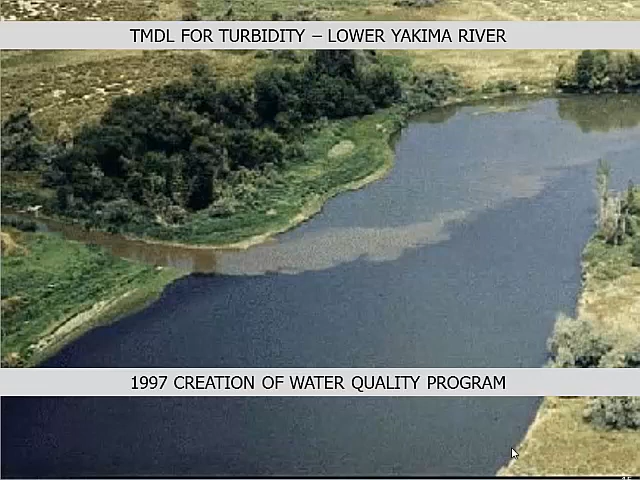 TMDL FOR TURBIDITY – LOWER YAKIMA RIVER
1997 CREATION OF WATER QUALITY PROGRAM